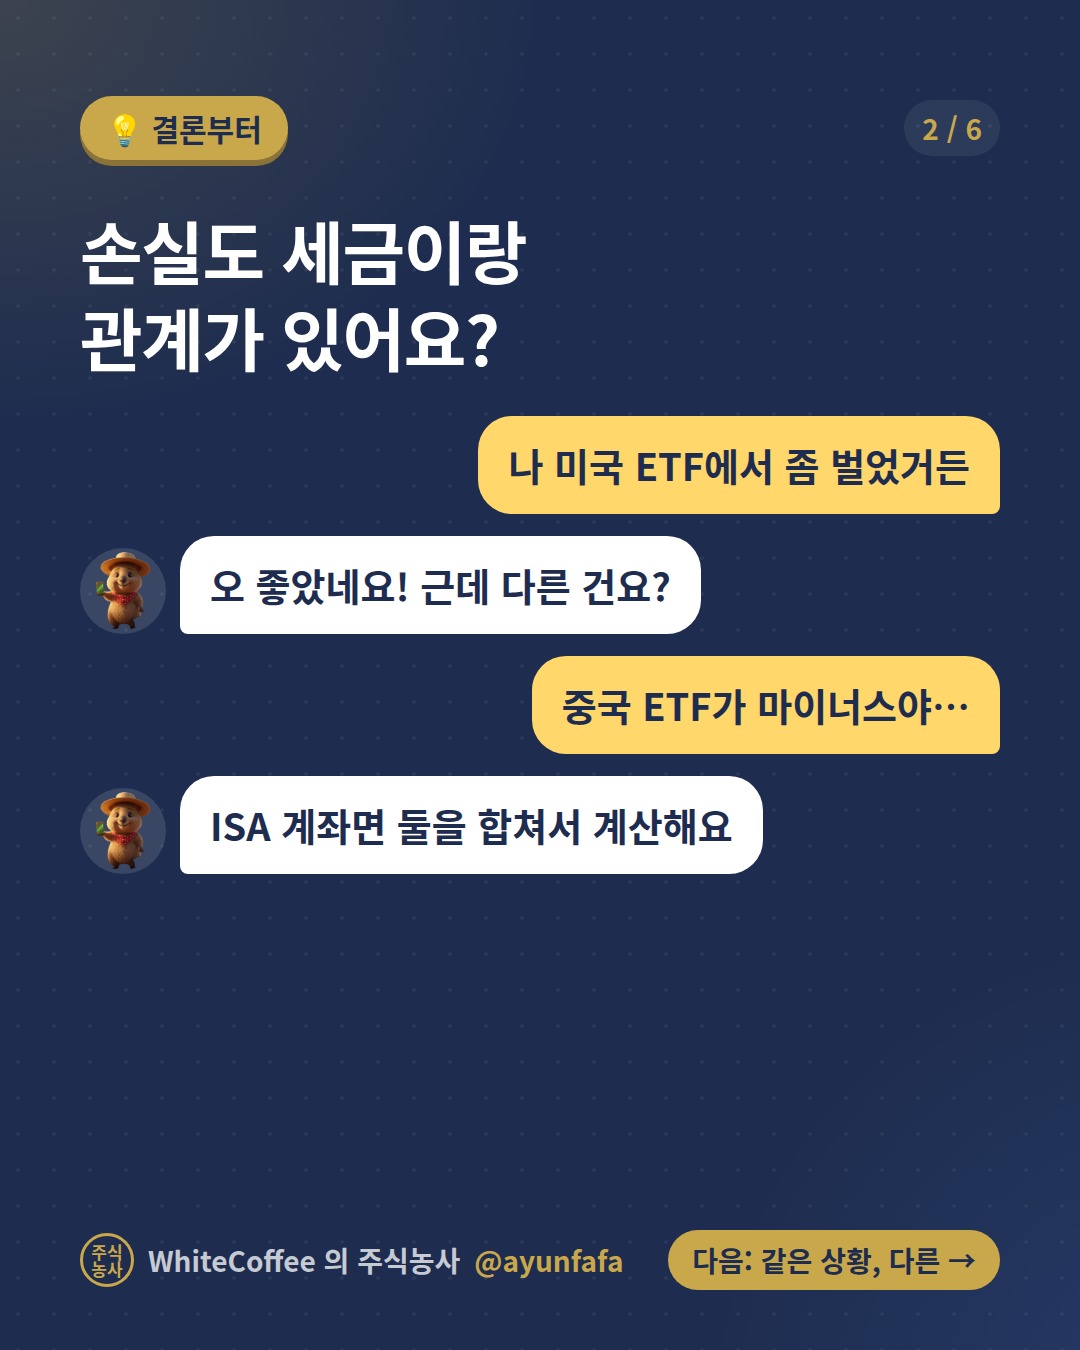 💡 결론부터
2 / 6
손실도 세금이랑
관계가 있어요?
나 미국 ETF에서 좀 벌었거든
오 좋았네요! 근데 다른 건요?
중국 ETF가 마이너스야…
ISA 계좌면 둘을 합쳐서 계산해요
주식
농사
WhiteCoffee 의 주식농사 @ayunfafa
다음: 같은 상황, 다른 →